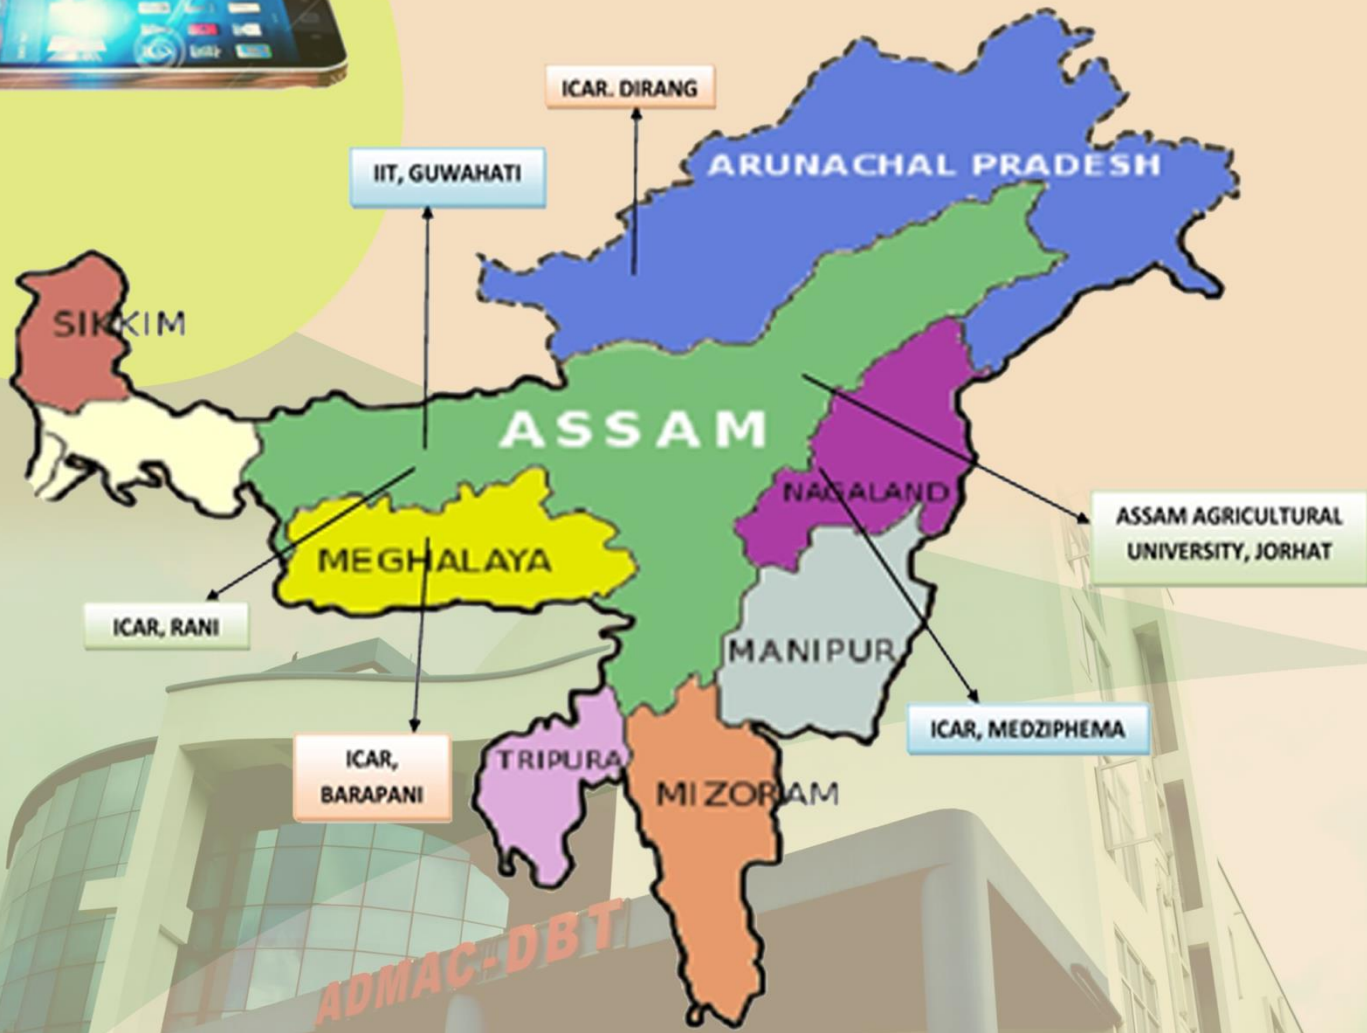 ICAR. DIRANG
ARUNACHAL PRADESH
IIT, GUWAHATI
SIKKIM
ASSAM
NAGALAND
ASSAM AGRICULTURAL
UNIVERSITY, JORHAT
MEGHALAYA
ICAR, RANI
MANIPUR
ICAR, MEDZIPHEMA
ICAR,
BARAPANI
TRIPURA
MIZORAM
ADMAC-DBT